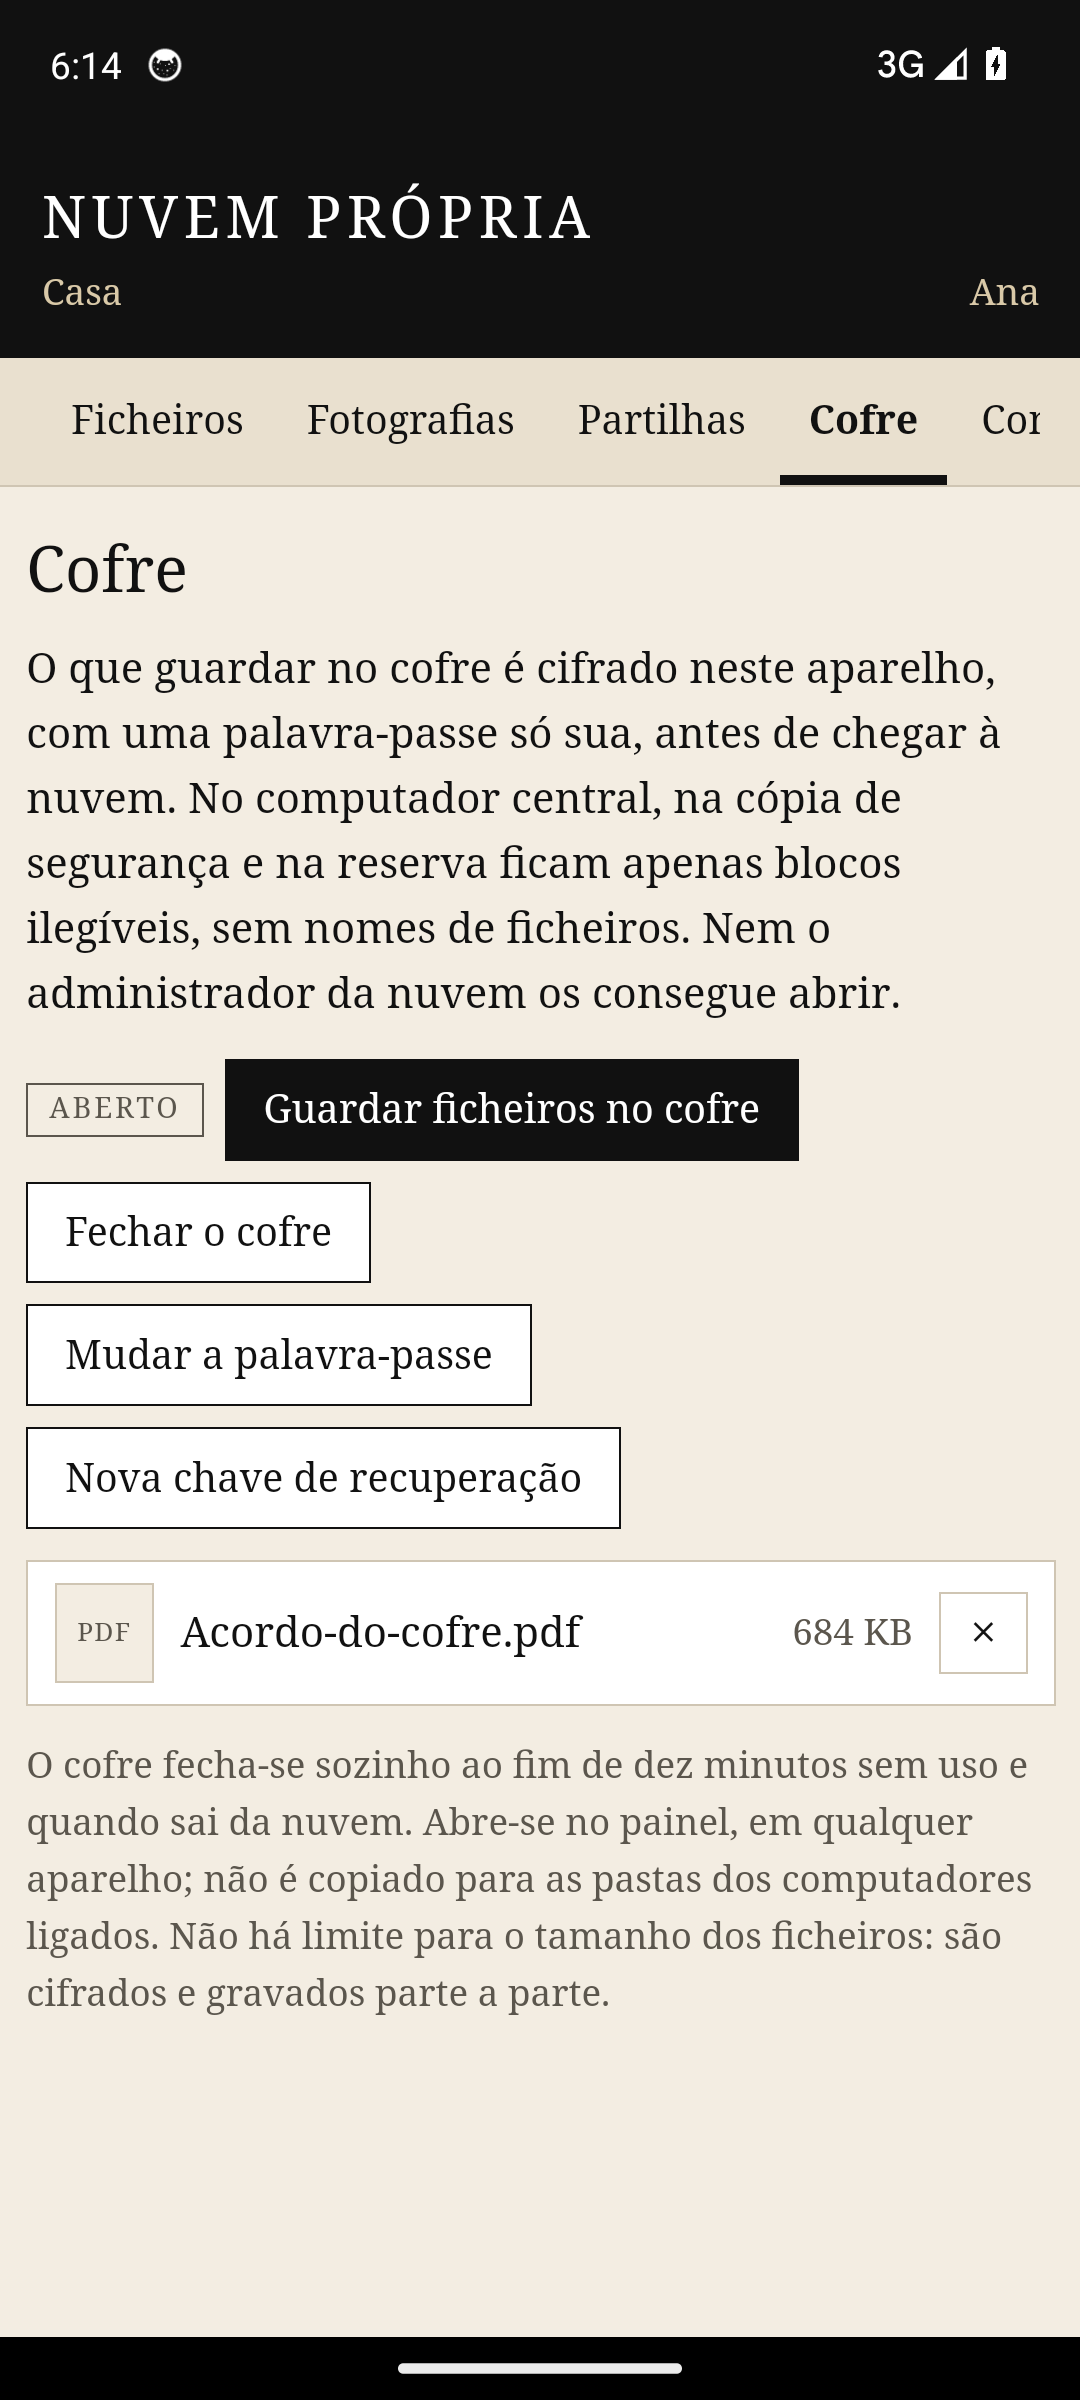 6:14
3G
NUVEM PRÓPRIA
Casa
Ana
Ficheiros Fotografias Partilhas Cofre
Cofre
O que guardar no cofre é cifrado neste aparelho,
com uma palavra-passe só sua, antes de chegar à
nuvem. No computador central, na cópia de
segurança e na reserva ficam apenas blocos
ilegíveis, sem nomes de ficheiros. Nem o
administrador da nuvem os consegue abrir.
ABERTO
Guardar ficheiros no cofre
Fechar o cofre
Mudar a palavra-passe
Nova chave de recuperação
PDF Acordo-do-cofre.pdf 684 KB ×
O cofre fecha-se sozinho ao fim de dez minutos sem uso e
quando sai da nuvem. Abre-se no painel, em qualquer
aparelho; não é copiado para as pastas dos computadores
ligados. Não há limite para o tamanho dos ficheiros: são
cifrados e gravados parte a parte.